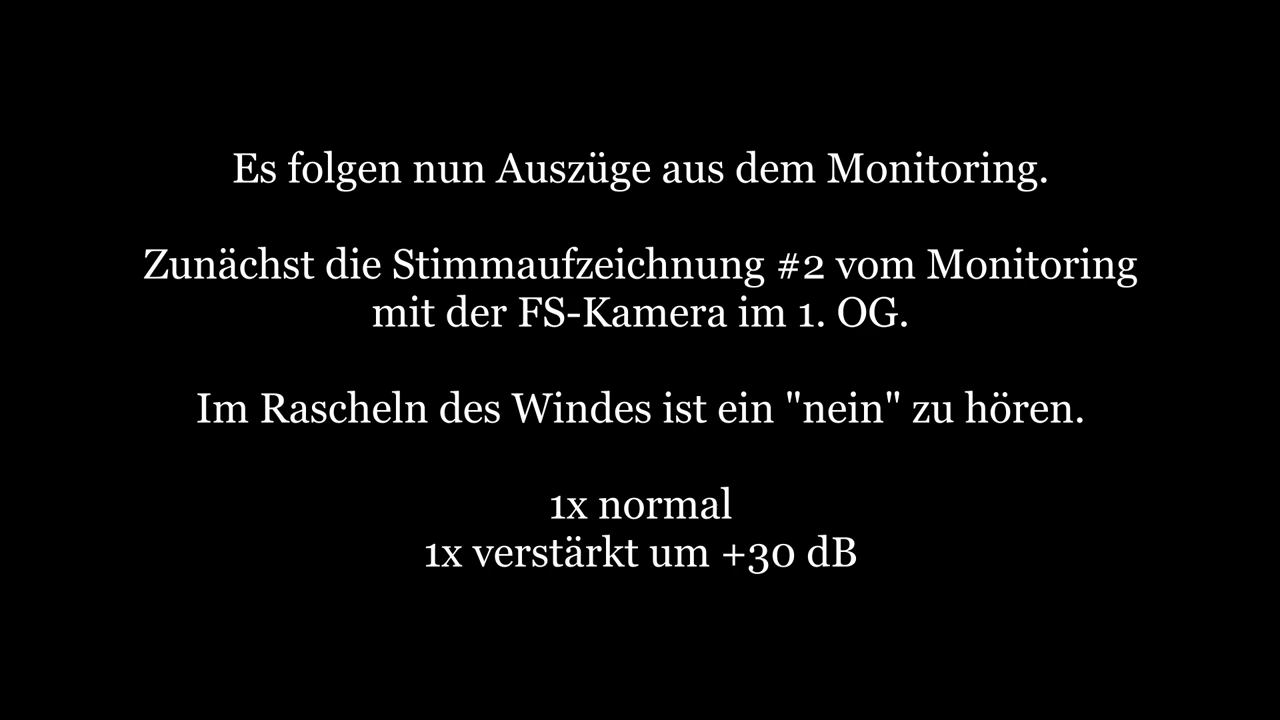 Es folgen nun Auszüge aus dem Monitoring.
Zunächst die Stimmaufzeichnung #2 vom Monitoring
mit der FS-Kamera im 1. OG.
Im Rascheln des Windes ist ein "nein" zu hören.
1x normal
1x verstärkt um +30 dB